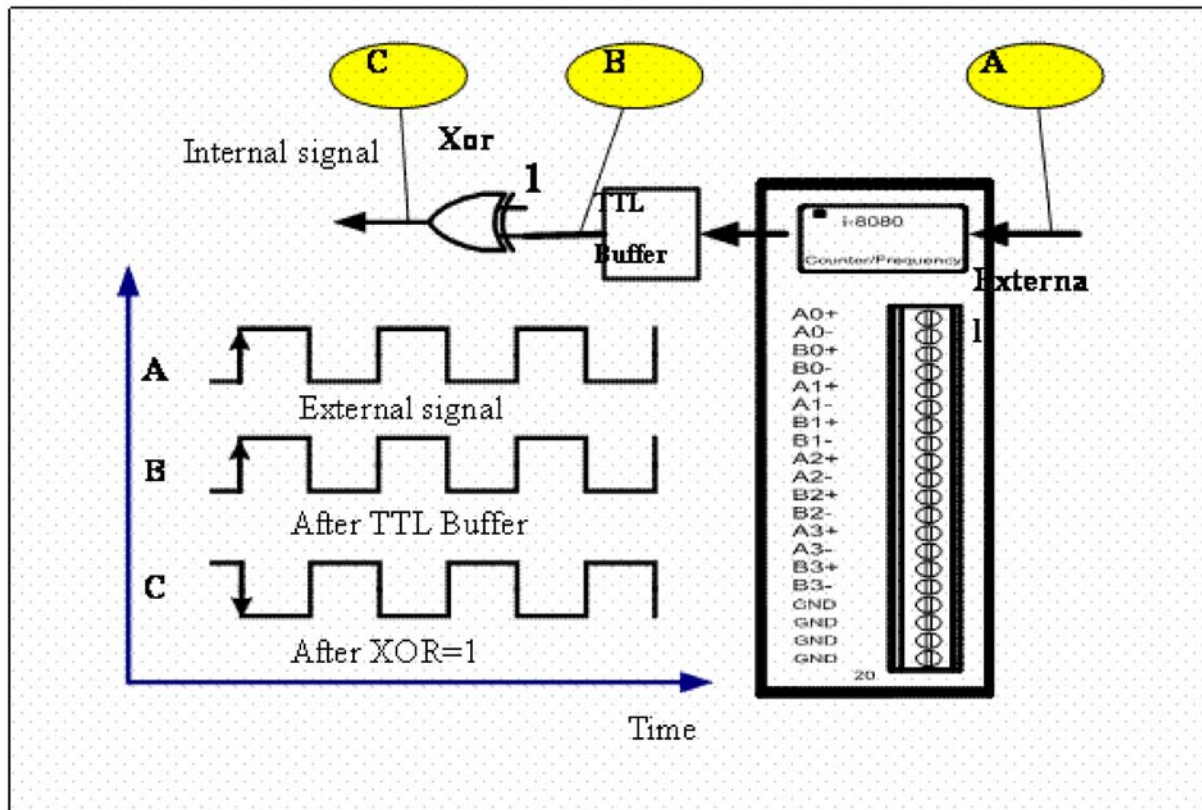 C
B
A
Xor
Internal signal
1
TTL
Buffer
i-8080
Counter/Frequency
Externa
l
A0+
A0-
B0+
B0-
A1+
A1-
B1+
B1-
A2+
A2-
B2+
B2-
A3+
A3-
B3+
B3-
GND
GND
GND
GND
20
A
External signal
B
After TTL Buffer
C
After XOR=1
Time